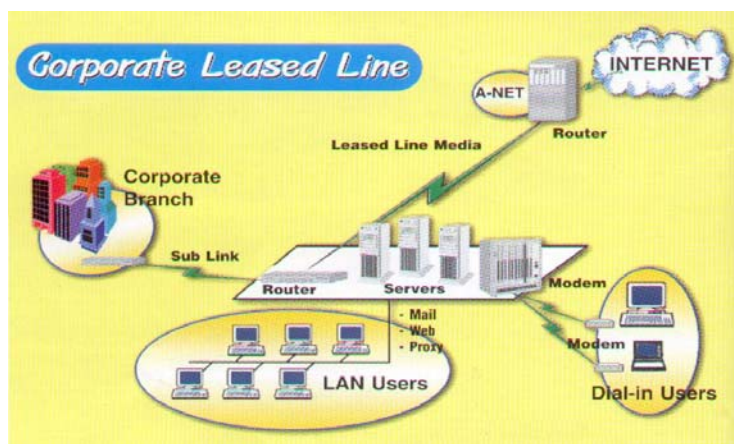 Corporate Leased Line
INTERNET
A-NET
Router
Leased Line Media
Corporate
Branch
Sub Link
Router
Servers
Modem
- Mail
- Web
- Proxy
Modem
LAN Users
Dial-in Users